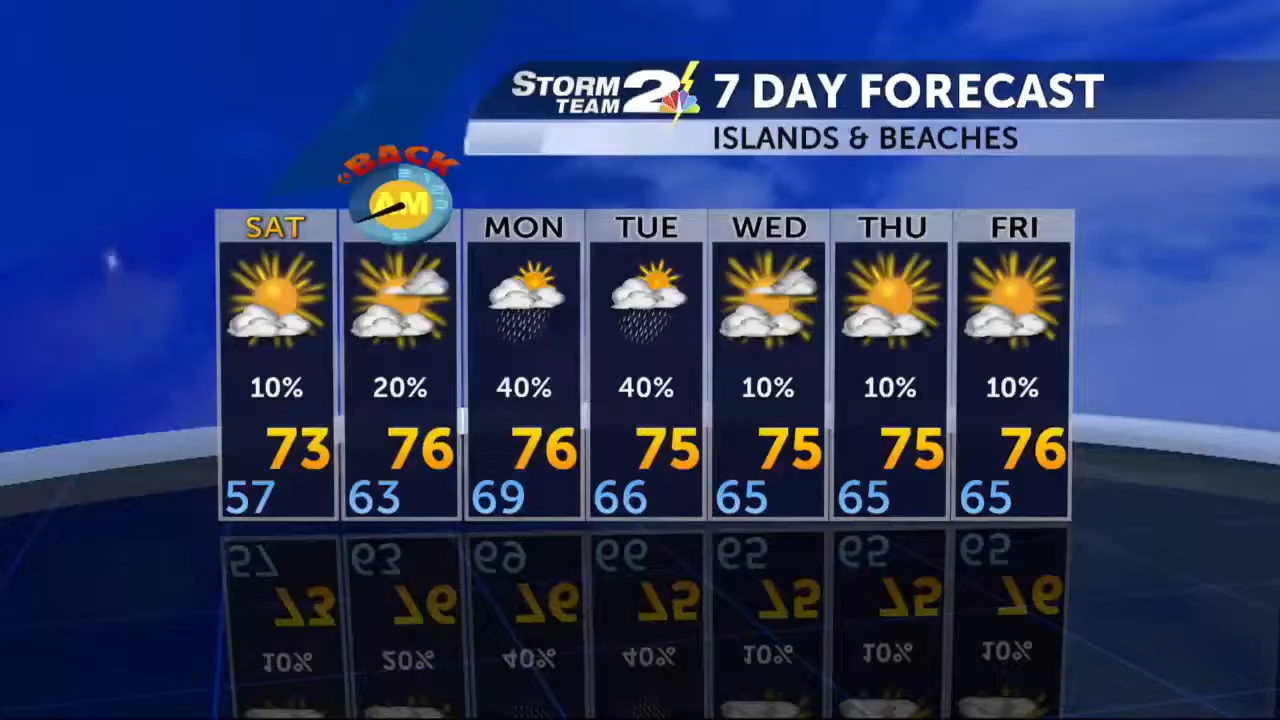 STORM TEAM 2 7 DAY FORECAST
ISLANDS & BEACHES
BACK
AM
SAT MON TUE WED THU FRI
10% 20% 40% 40% 10% 10% 10%
73 76 76 75 75 75 76
57 63 69 66 65 65 65